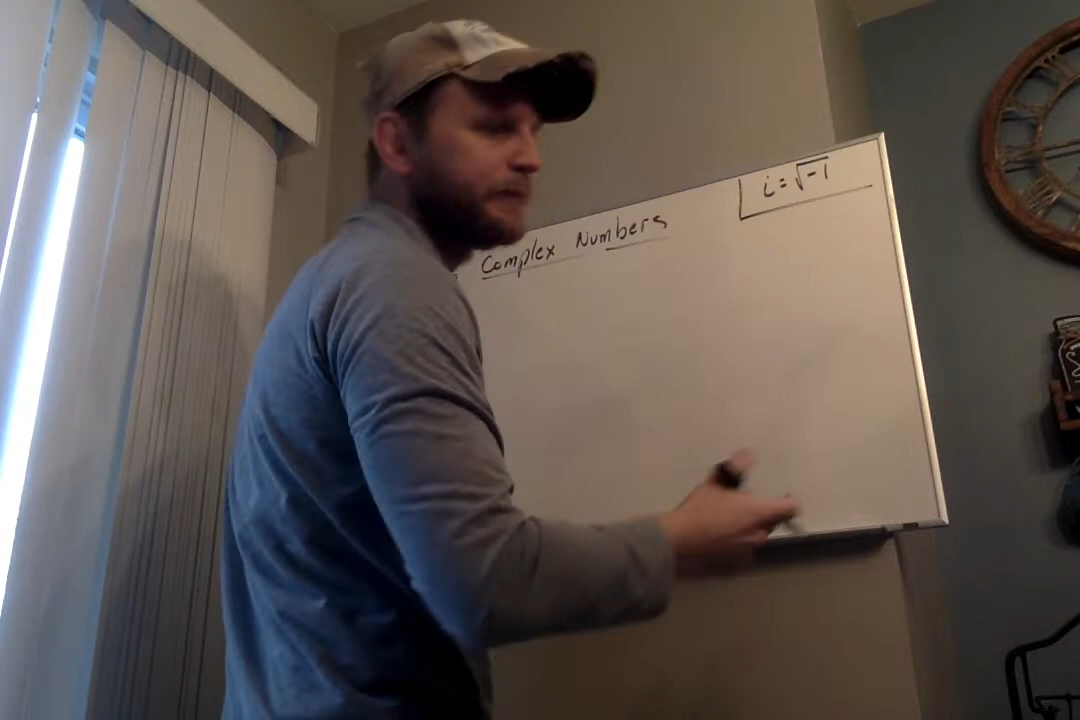 i = √-1
Complex Numbers